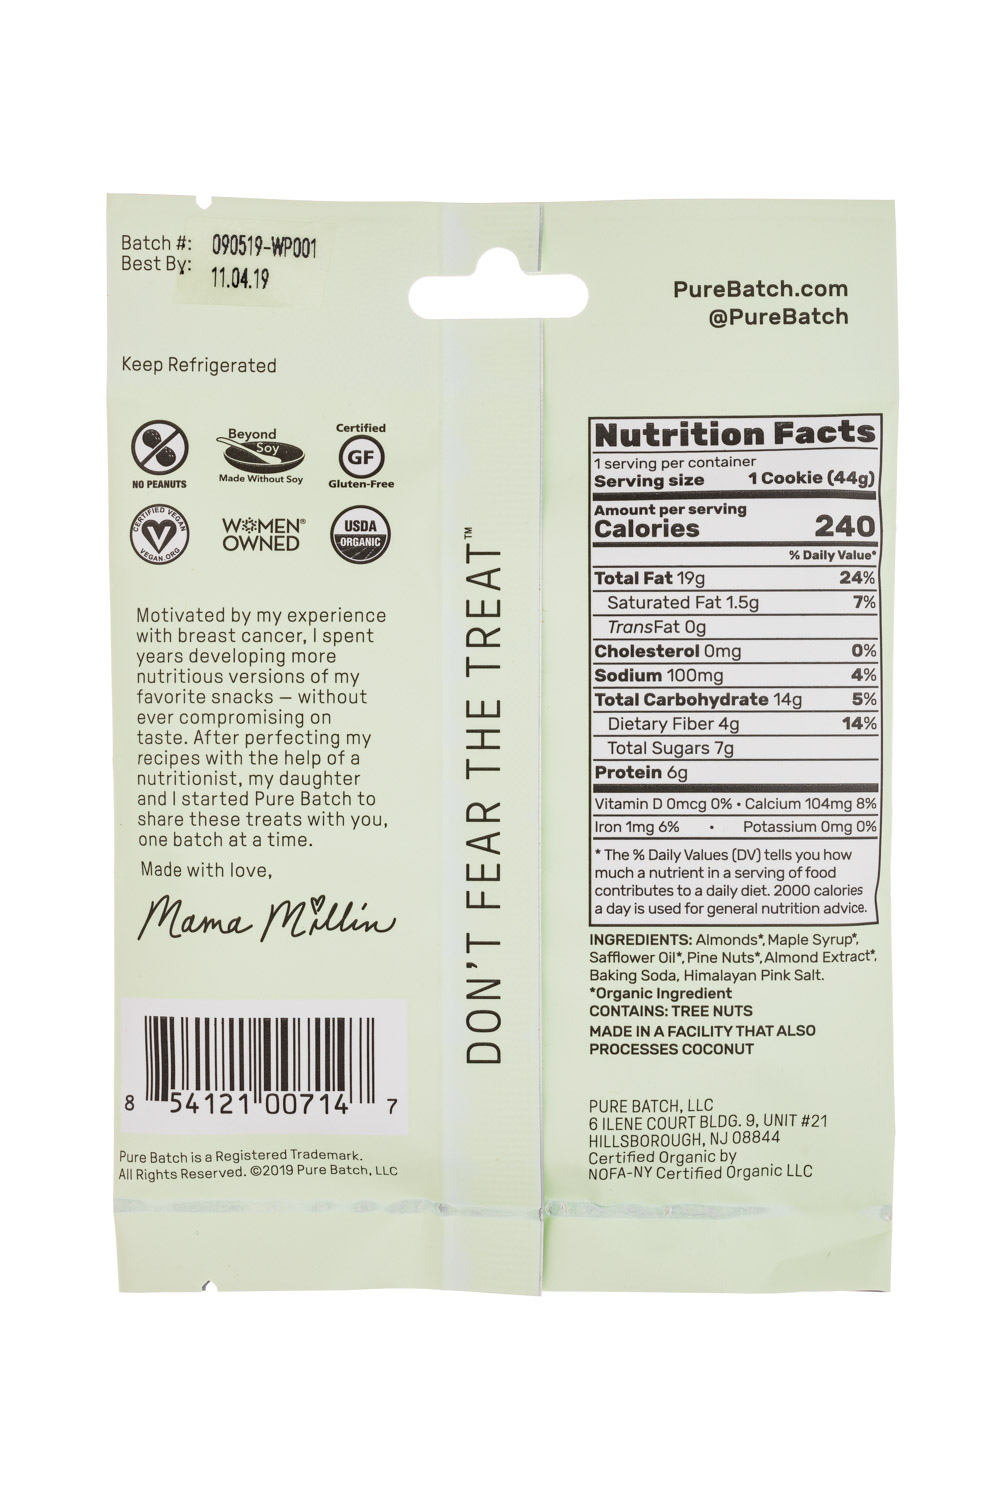 Batch #: 090519-WP001
Best By: 11.04.19
Keep Refrigerated
NO PEANUTS
Beyond
Soy
Made Without Soy
Certified
GF
Gluten-Free
CERTIFIED VEGAN
VEGAN.ORG
WOMEN®
OWNED
USDA
ORGANIC
Motivated by my experience
with breast cancer, I spent
years developing more
nutritious versions of my
favorite snacks – without
ever compromising on
taste. After perfecting my
recipes with the help of a
nutritionist, my daughter
and I started Pure Batch to
share these treats with you,
one batch at a time.
Made with love,
Mama Millin
8 54121 00714 7
Pure Batch is a Registered Trademark.
All Rights Reserved. ©2019 Pure Batch, LLC
DON'T FEAR THE TREAT™
PureBatch.com
@PureBatch
Nutrition Facts
1 serving per container
Serving size 1 Cookie (44g)
Amount per serving
Calories 240
% Daily Value*
Total Fat 19g 24%
Saturated Fat 1.5g 7%
TransFat 0g
Cholesterol 0mg 0%
Sodium 100mg 4%
Total Carbohydrate 14g 5%
Dietary Fiber 4g 14%
Total Sugars 7g
Protein 6g
Vitamin D 0mcg 0% • Calcium 104mg 8%
Iron 1mg 6% • Potassium 0mg 0%
* The % Daily Values (DV) tells you how
much a nutrient in a serving of food
contributes to a daily diet. 2000 calories
a day is used for general nutrition advice.
INGREDIENTS: Almonds*, Maple Syrup*,
Safflower Oil*, Pine Nuts*, Almond Extract*,
Baking Soda, Himalayan Pink Salt.
*Organic Ingredient
CONTAINS: TREE NUTS
MADE IN A FACILITY THAT ALSO
PROCESSES COCONUT
PURE BATCH, LLC
6 ILENE COURT BLDG. 9, UNIT #21
HILLSBOROUGH, NJ 08844
Certified Organic by
NOFA-NY Certified Organic LLC